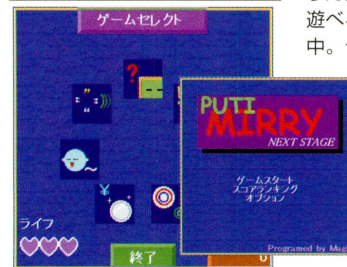 遊べ
中。
ゲームセレクト
?
¥
ライフ
終了
0
PUTI
MIRRY
NEXT STAGE
ゲームスタート
スコアランキング
オプション
Programed by Mag